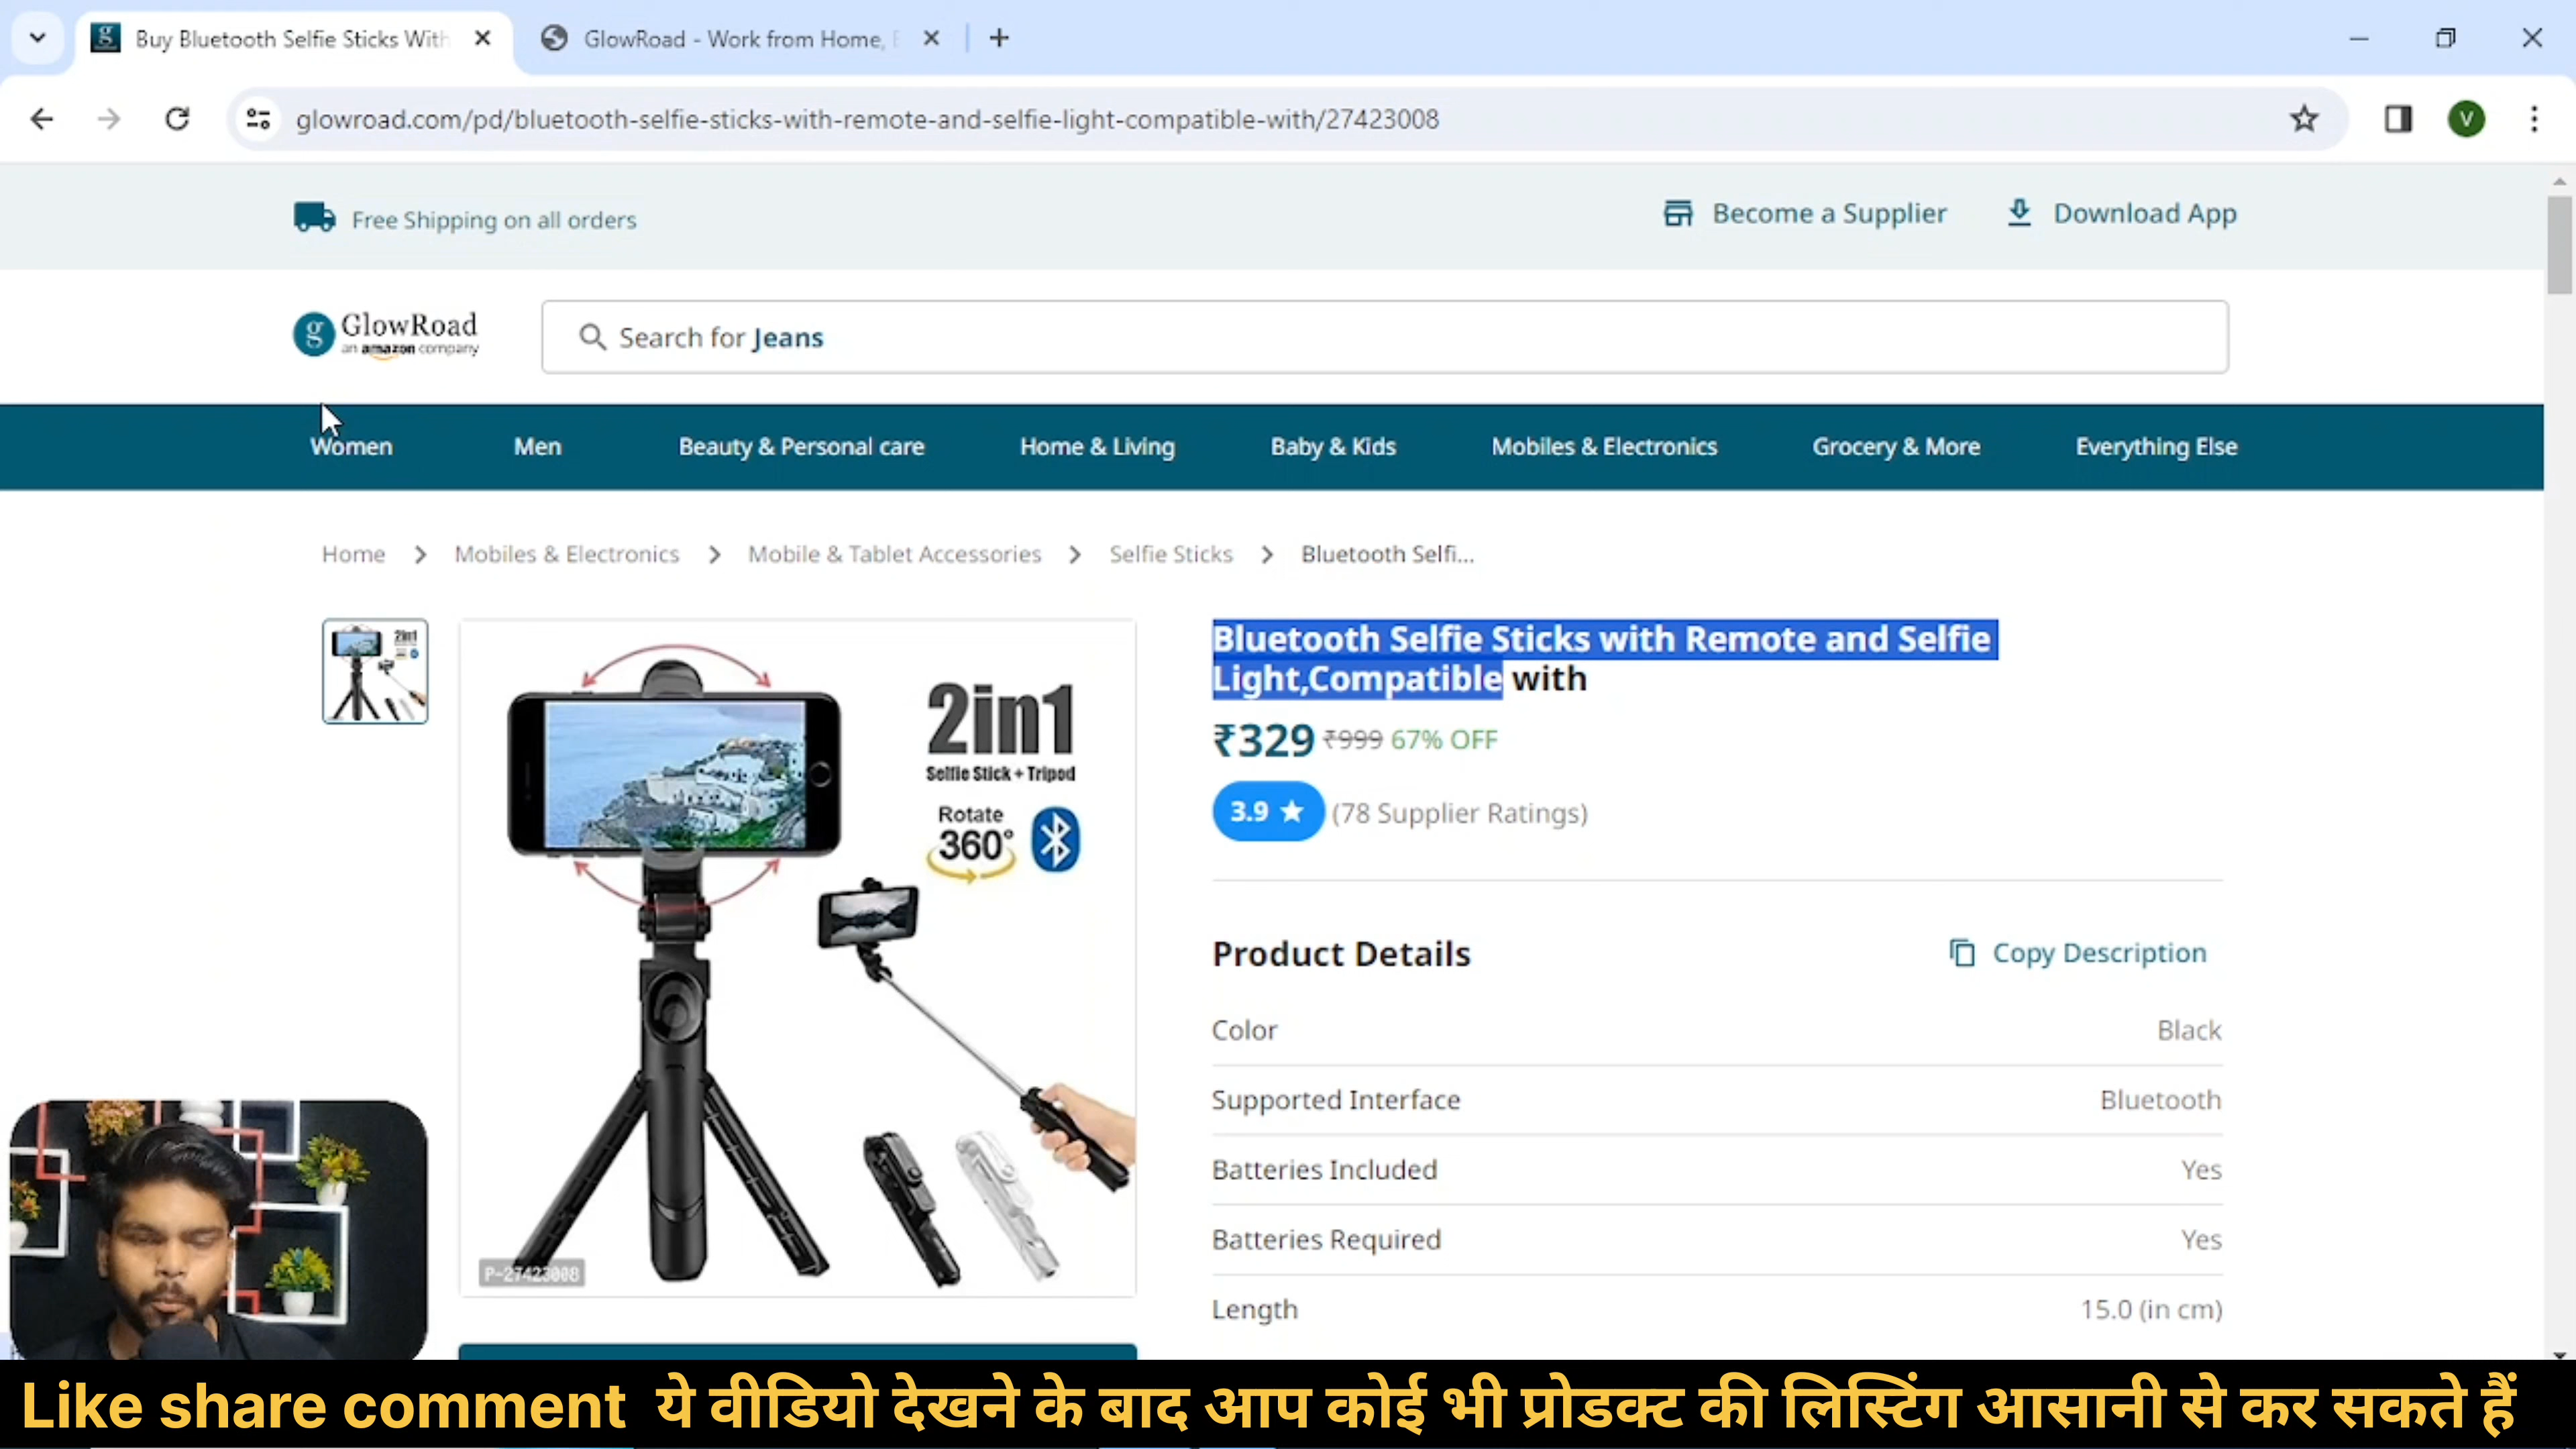 Buy Bluetooth Selfie Sticks With
GlowRoad - Work from Home,
glowroad.com/pd/bluetooth-selfie-sticks-with-remote-and-selfie-light-compatible-with/27423008
V
Free Shipping on all orders
Become a Supplier
Download App
g GlowRoad
an amazon company
Search for Jeans
Women Men Beauty & Personal care Home & Living Baby & Kids Mobiles & Electronics Grocery & More Everything Else
Home > Mobiles & Electronics > Mobile & Tablet Accessories > Selfie Sticks > Bluetooth Selfi...
2in1
2in1
Selfie Stick + Tripod
Rotate
360°
P-27423008
Bluetooth Selfie Sticks with Remote and Selfie
Light,Compatible with
₹329 ₹999 67% OFF
3.9 ★ (78 Supplier Ratings)
Product Details
Copy Description
Color Black
Supported Interface Bluetooth
Batteries Included Yes
Batteries Required Yes
Length 15.0 (in cm)
Like share comment ये वीडियो देखने के बाद आप कोई भी प्रोडक्ट की लिस्टिंग आसानी से कर सकते हैं